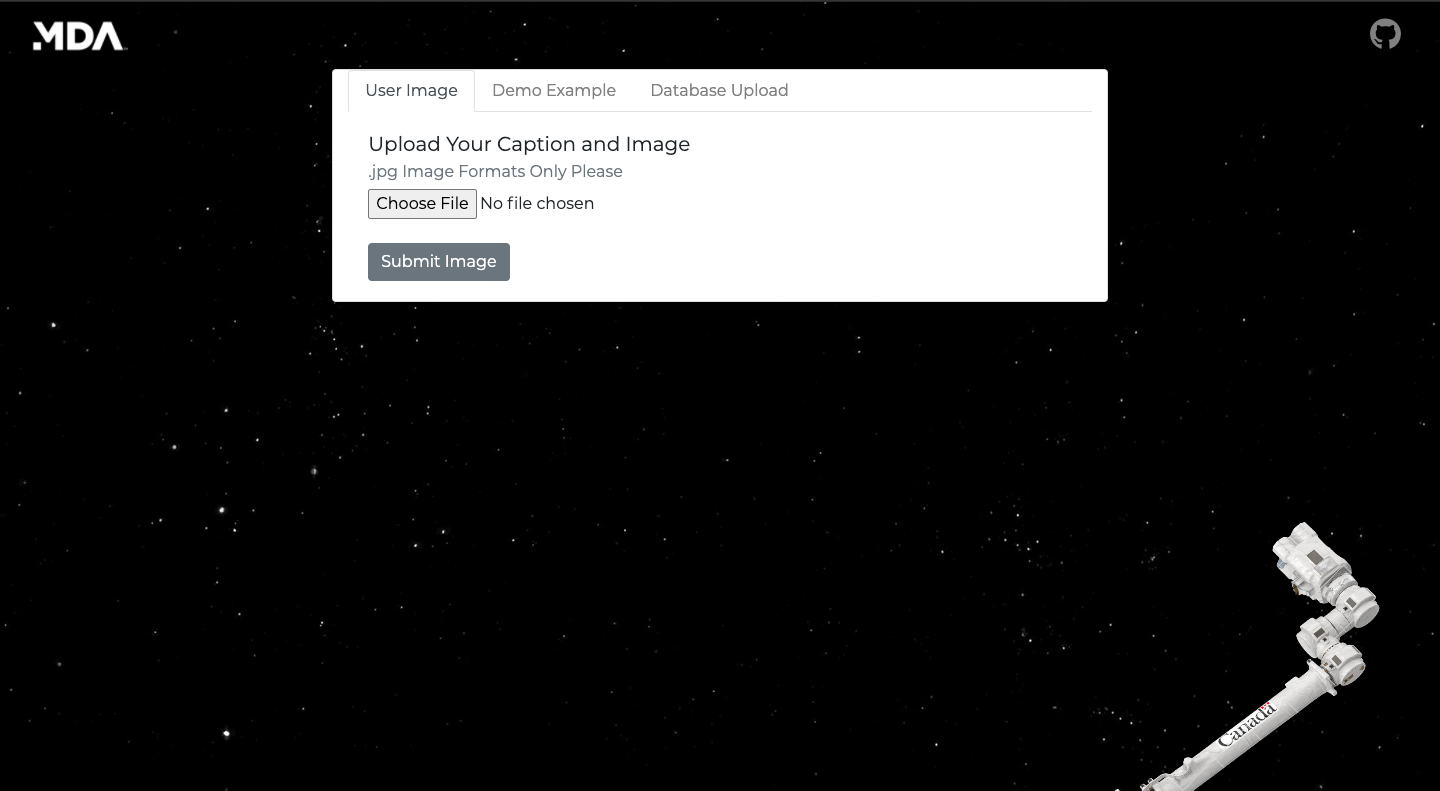 MDA
User Image Demo Example Database Upload
Upload Your Caption and Image
.jpg Image Formats Only Please
Choose File No file chosen
Submit Image
Canada